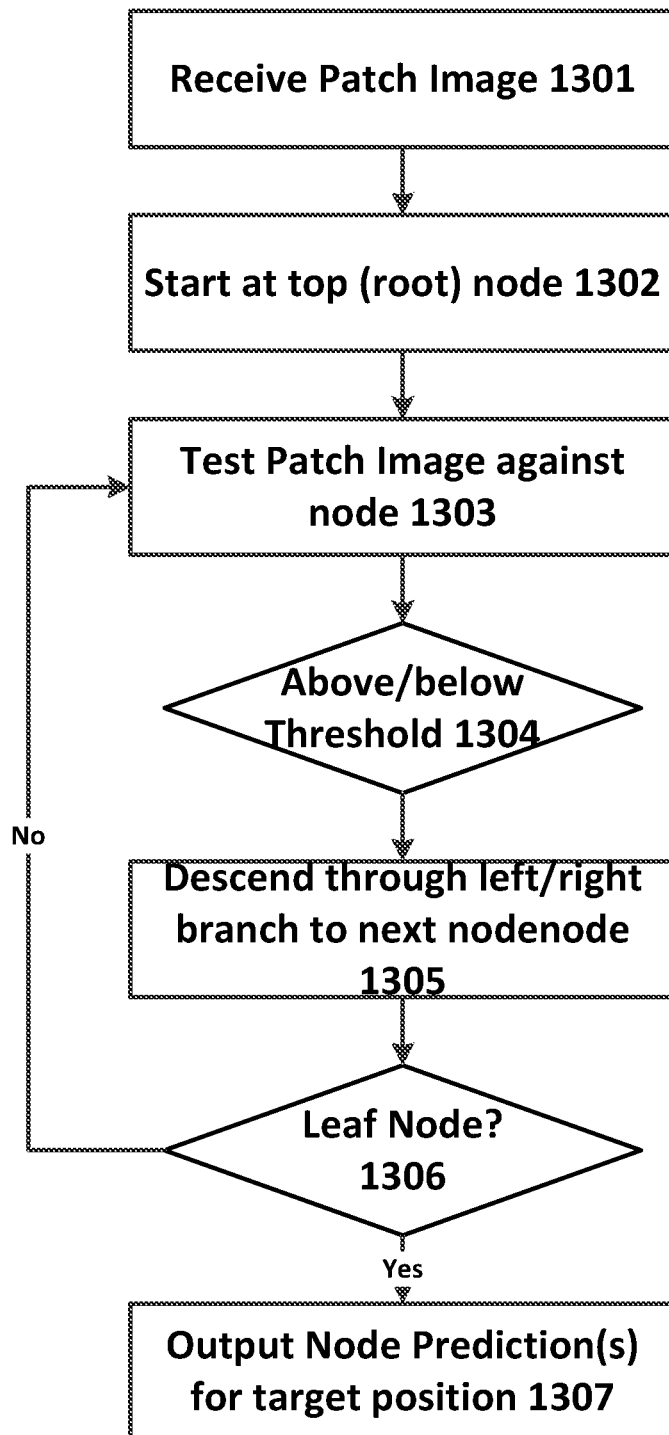 Receive Patch Image 1301
Start at top (root) node 1302
Test Patch Image against
node 1303
Above/below
Threshold 1304
No
Descend through left/right
branch to next nodenode
1305
Leaf Node?
1306
Yes
Output Node Prediction(s)
for target position 1307